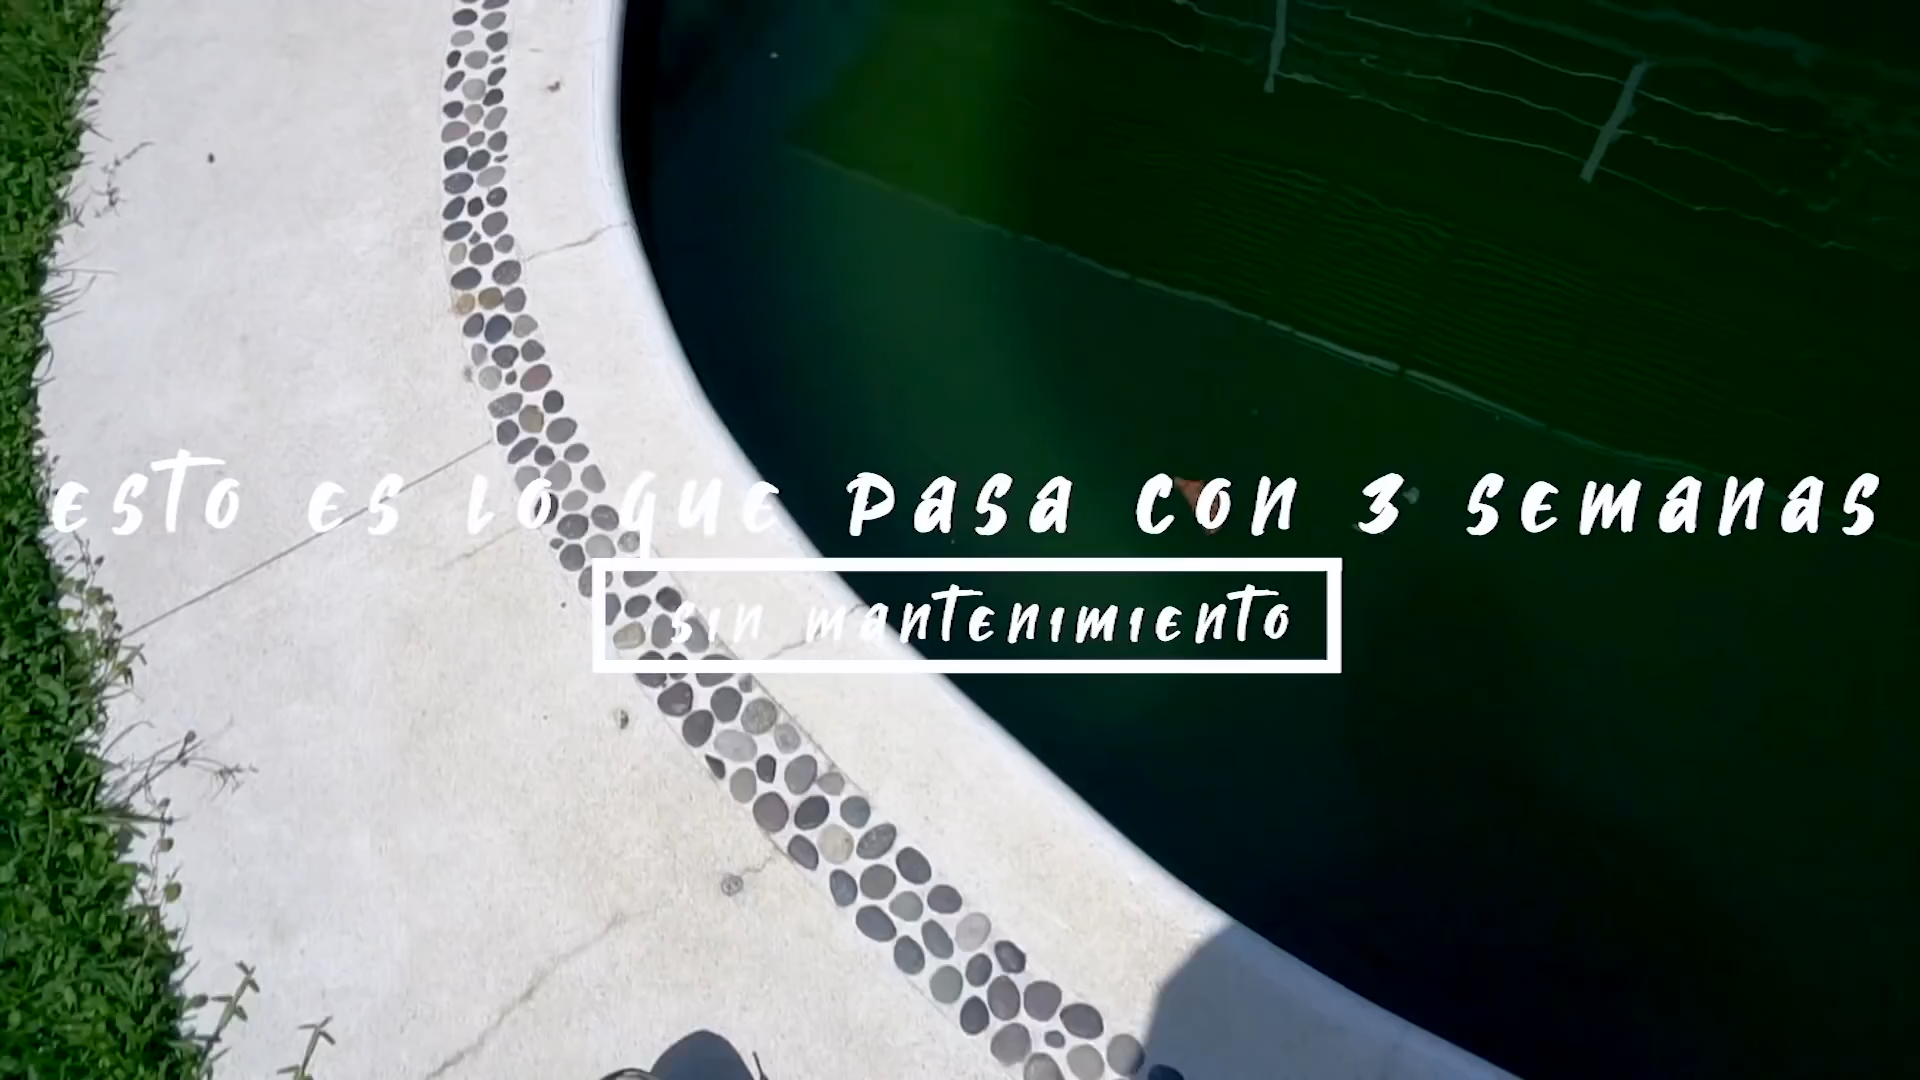 esto es lo que pasa con 3 semanas
sin mantenimiento